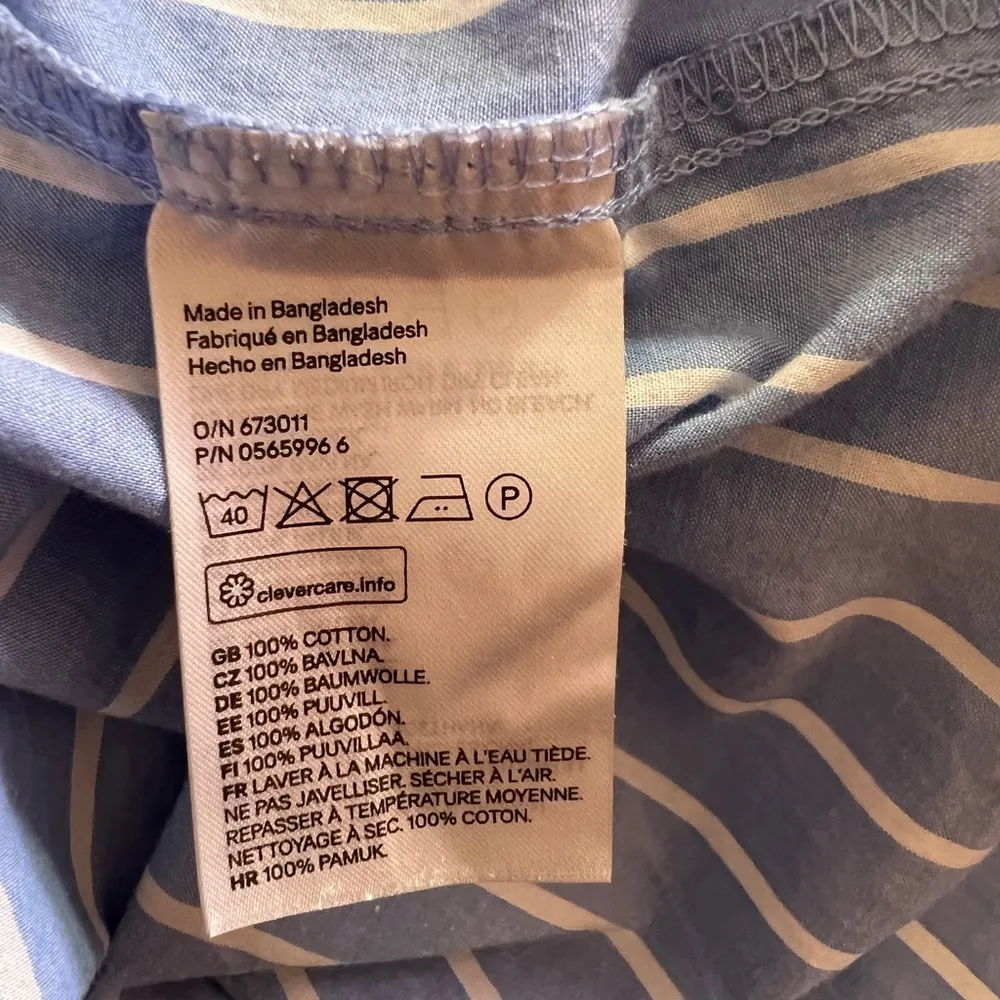 Made in Bangladesh
Fabriqué en Bangladesh
Hecho en Bangladesh
O/N 673011
P/N 0565996 6
40 P
clevercare.info
GB 100% COTTON.
CZ 100% BAVLNA.
DE 100% BAUMWOLLE.
EE 100% PUUVILL.
ES 100% ALGODÓN.
FI 100% PUUVILLAA.
FR LAVER À LA MACHINE À L'EAU TIÈDE.
NE PAS JAVELLISER. SÉCHER À L'AIR.
REPASSER À TEMPÉRATURE MOYENNE.
NETTOYAGE À SEC. 100% COTON.
HR 100% PAMUK.